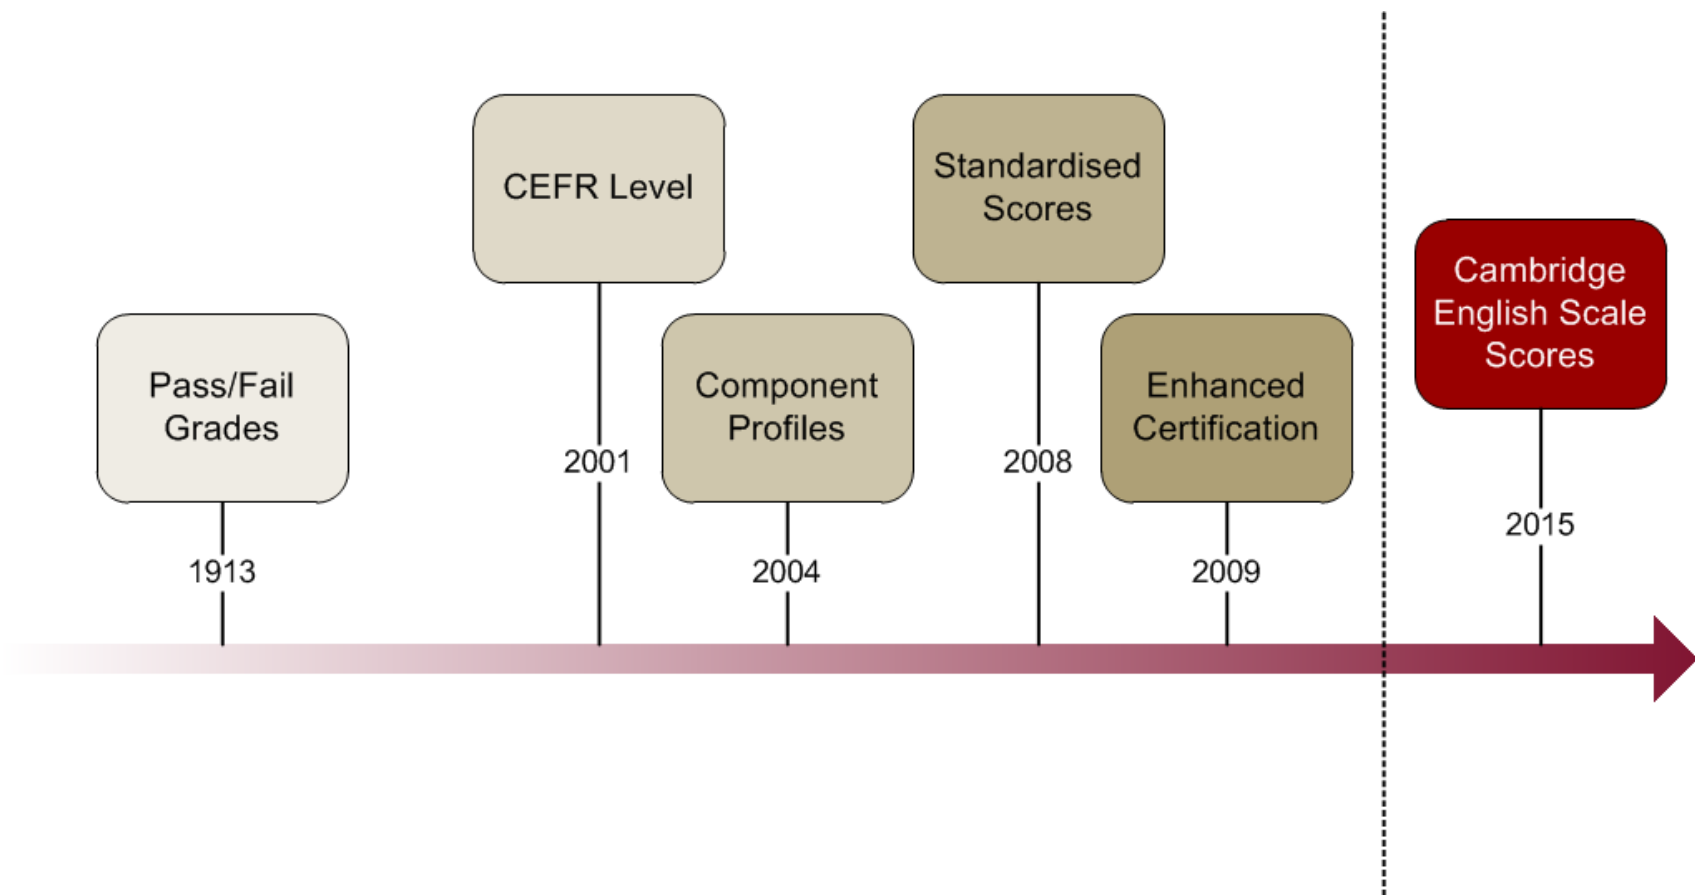 Pass/Fail
Grades
1913
CEFR Level
2001
Component
Profiles
2004
Standardised
Scores
2008
Enhanced
Certification
2009
Cambridge
English Scale
Scores
2015